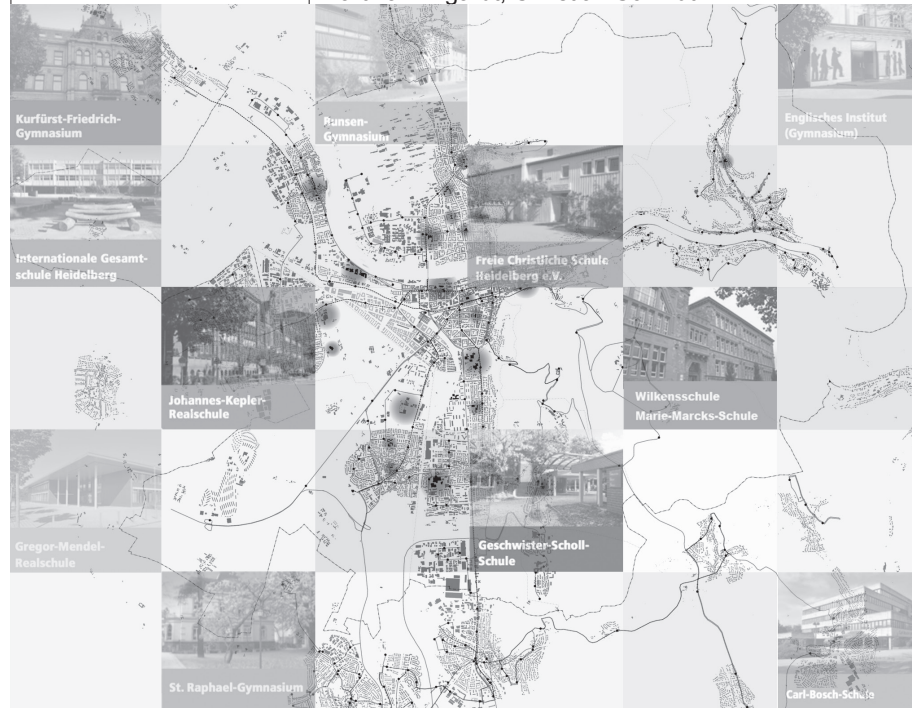 Kurfürst-Friedrich-
Gymnasium
Bunsen-
Gymnasium
Englisches Institut
(Gymnasium)
Internationale Gesamt-
schule Heidelberg
Freie Christliche Schule
Heidelberg e.V.
Johannes-Kepler-
Realschule
Wilkensschule
Marie-Marcks-Schule
Gregor-Mendel-
Realschule
Geschwister-Scholl-
Schule
St. Raphael-Gymnasium
Carl-Bosch-Schule